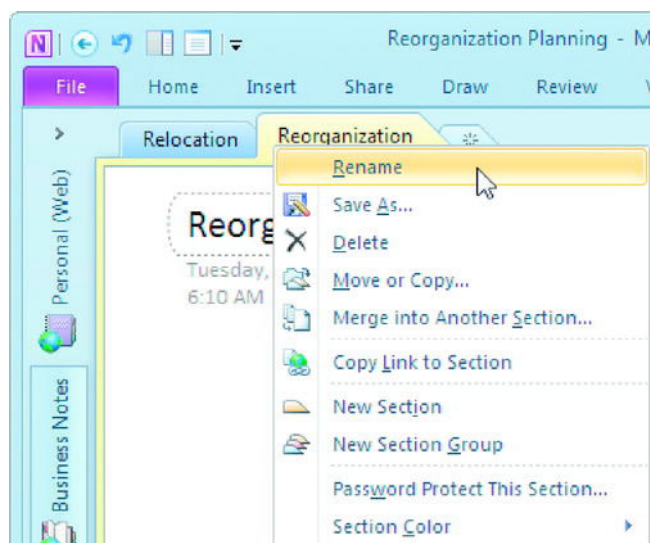 Reorganization Planning - M
File Home Insert Share Draw Review
Relocation Reorganization
Personal (Web)
Business Notes
Reorg
Tuesday,
6:10 AM
Rename
Save As...
Delete
Move or Copy...
Merge into Another Section...
Copy Link to Section
New Section
New Section Group
Password Protect This Section...
Section Color